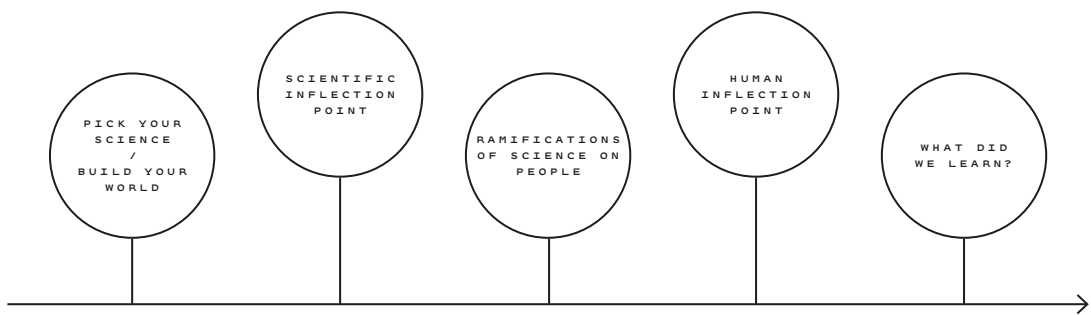 PICK YOUR
SCIENCE
/
BUILD YOUR
WORLD
SCIENTIFIC
INFLECTION
POINT
RAMIFICATIONS
OF SCIENCE ON
PEOPLE
HUMAN
INFLECTION
POINT
WHAT DID
WE LEARN?